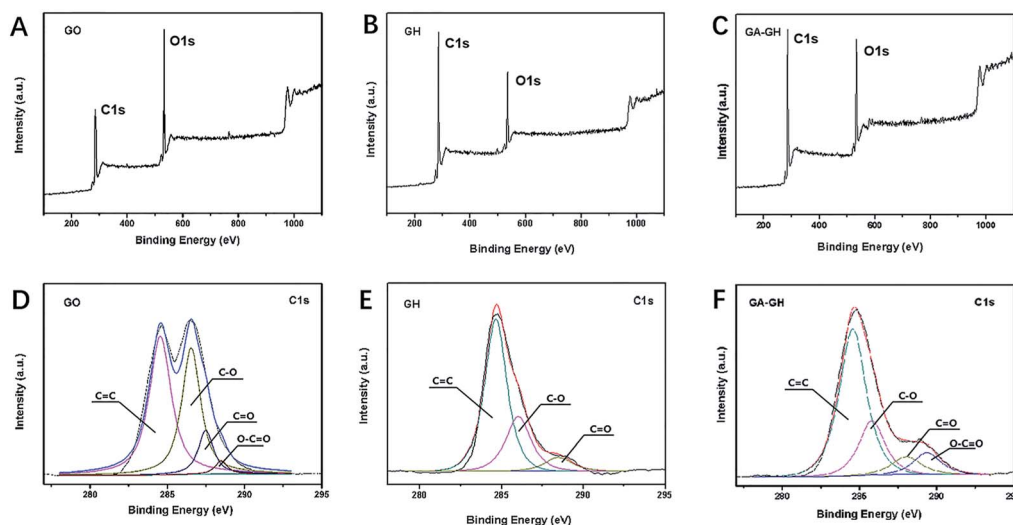 A
GO
O1s
C1s
Intensity (a.u.)
200 400 600 800 1000
Binding Energy (eV)
B
GH
C1s
O1s
Intensity (a.u.)
200 400 600 800 1000
Binding Energy (eV)
C
GA-GH
C1s
O1s
Intensity (a.u.)
200 400 600 800 1000
Binding Energy (eV)
D
GO
C1s
C=C
C-O
C=O
O-C=O
Intensity (a.u.)
280 285 290 295
Binding Energy (eV)
E
GH
C1s
C=C
C-O
C=O
Intensity (a.u.)
280 285 290 295
Binding Energy (eV)
F
GA-GH
C1s
C=C
C-O
C=O
O-C=O
Intensity (a.u.)
280 285 290 295
Binding Energy (eV)